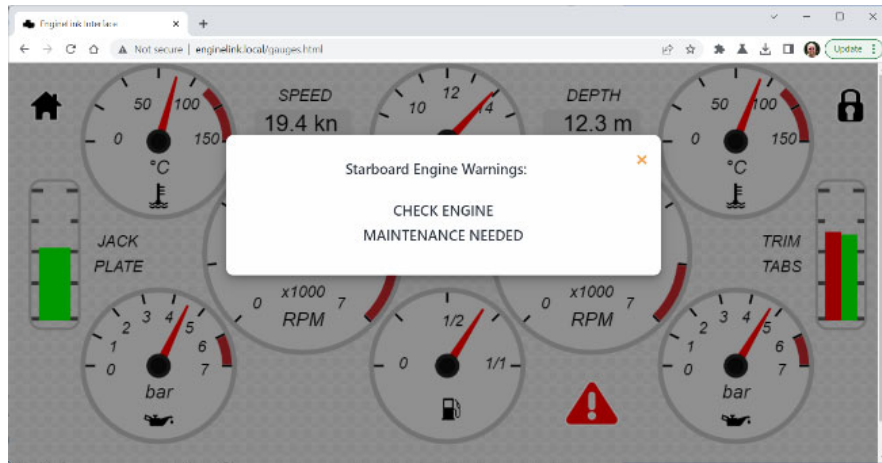 EngineLink Interface
Not secure | enginelink.local/gauges.html
Update
50 100
0 150
°C
SPEED
19.4 kn
10 12 14
DEPTH
12.3 m
50 100
0 150
°C
Starboard Engine Warnings:
CHECK ENGINE
MAINTENANCE NEEDED
JACK
PLATE
TRIM
TABS
0 x1000 7
RPM
0 x1000 7
RPM
0 1 2 3 4 5 6 7
bar
0 1/2 1/1
0 1 2 3 4 5 6 7
bar